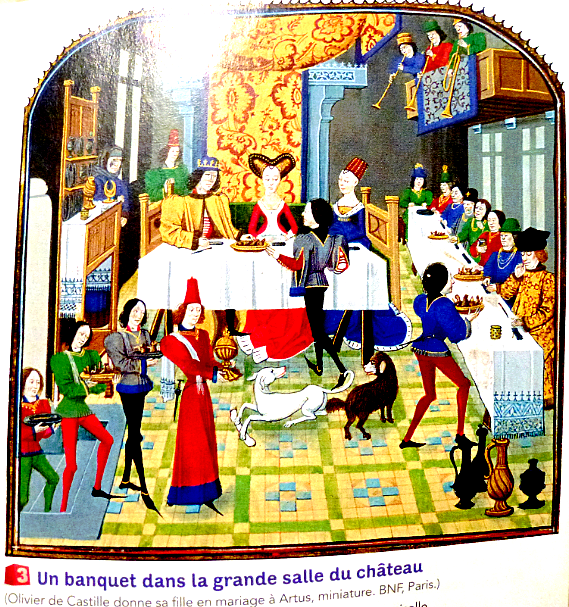 3 Un banquet dans la grande salle du château
(Olivier de Castille donne sa fille en mariage à Artus, miniature. BNF, Paris.)